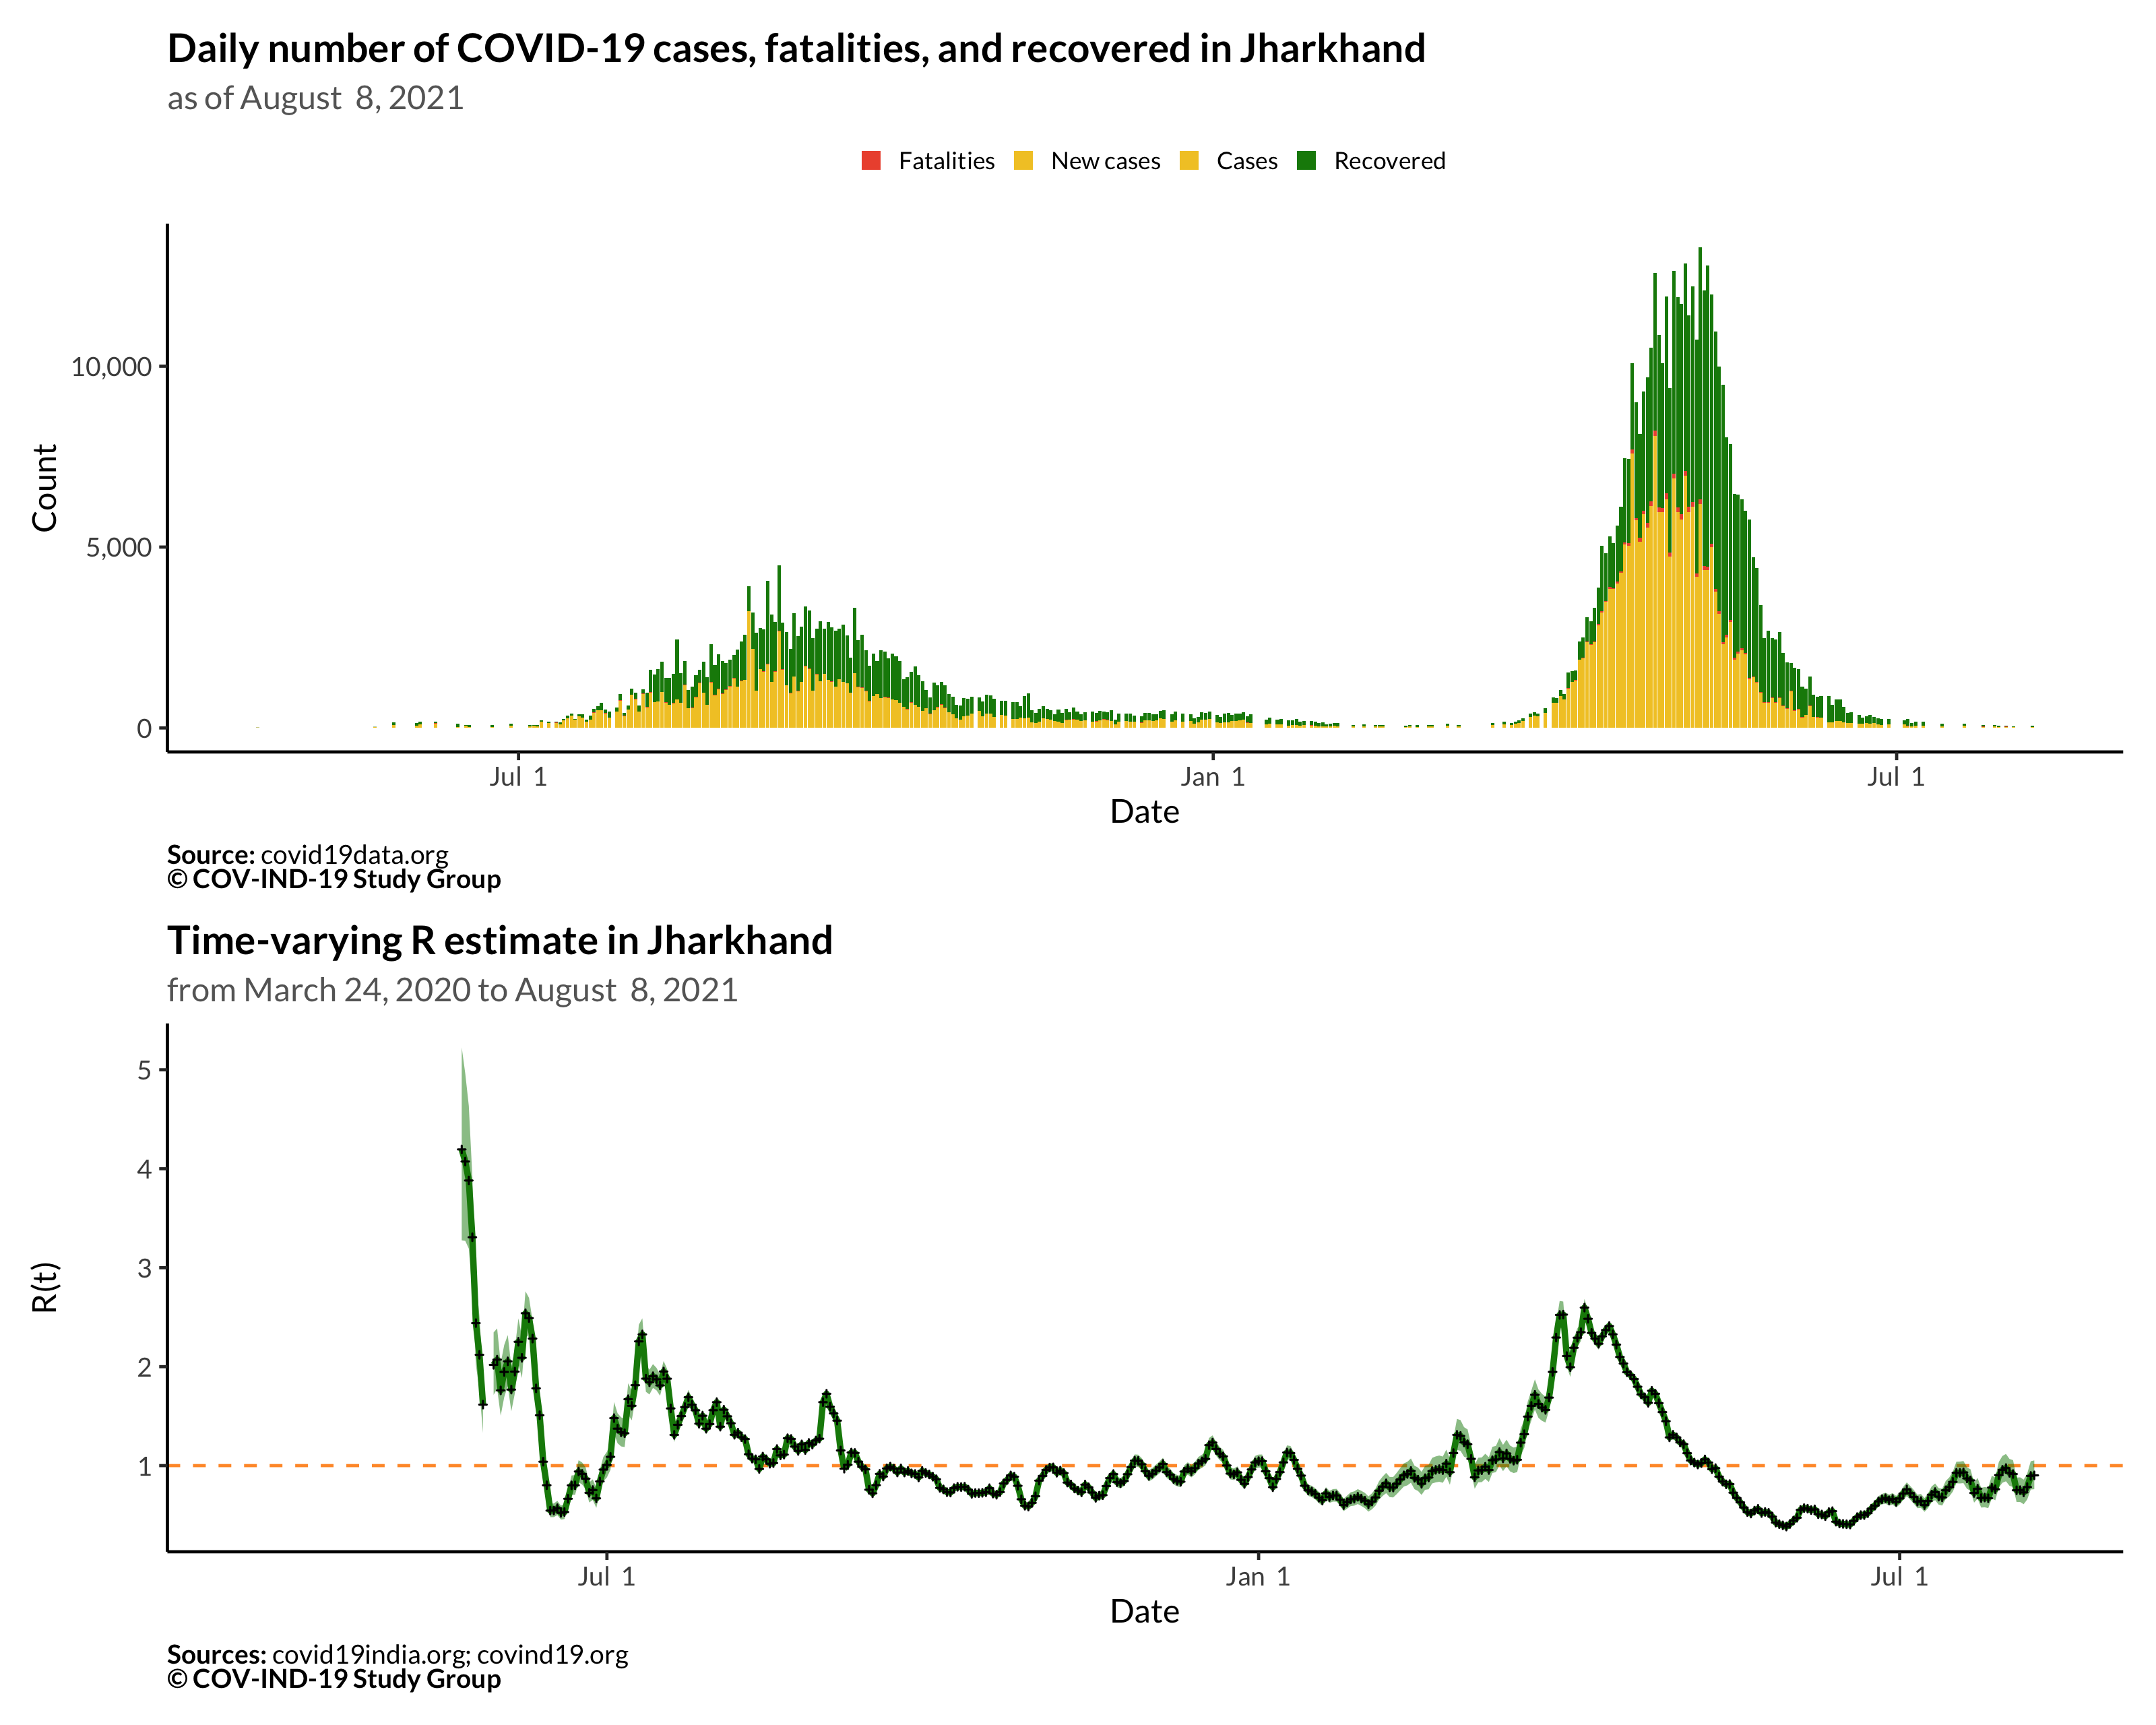 Daily number of COVID-19 cases, fatalities, and recovered in Jharkhand
as of August  8, 2021
Fatalities New cases Cases Recovered
10,000
5,000
0
Count
Jul  1 Jan  1 Jul  1
Date
Source: covid19data.org
© COV-IND-19 Study Group
Time-varying R estimate in Jharkhand
from March 24, 2020 to August  8, 2021
5
4
3
2
1
R(t)
Jul  1 Jan  1 Jul  1
Date
Sources: covid19india.org; covind19.org
© COV-IND-19 Study Group